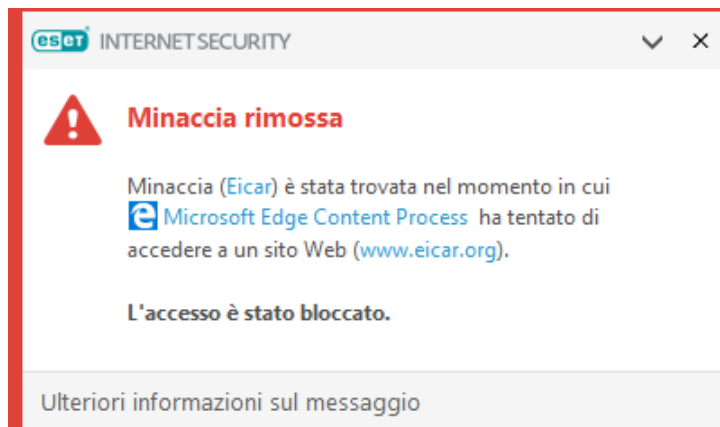 eset INTERNET SECURITY
Minaccia rimossa
Minaccia (Eicar) è stata trovata nel momento in cui
Microsoft Edge Content Process ha tentato di
accedere a un sito Web (www.eicar.org).
L'accesso è stato bloccato.
Ulteriori informazioni sul messaggio